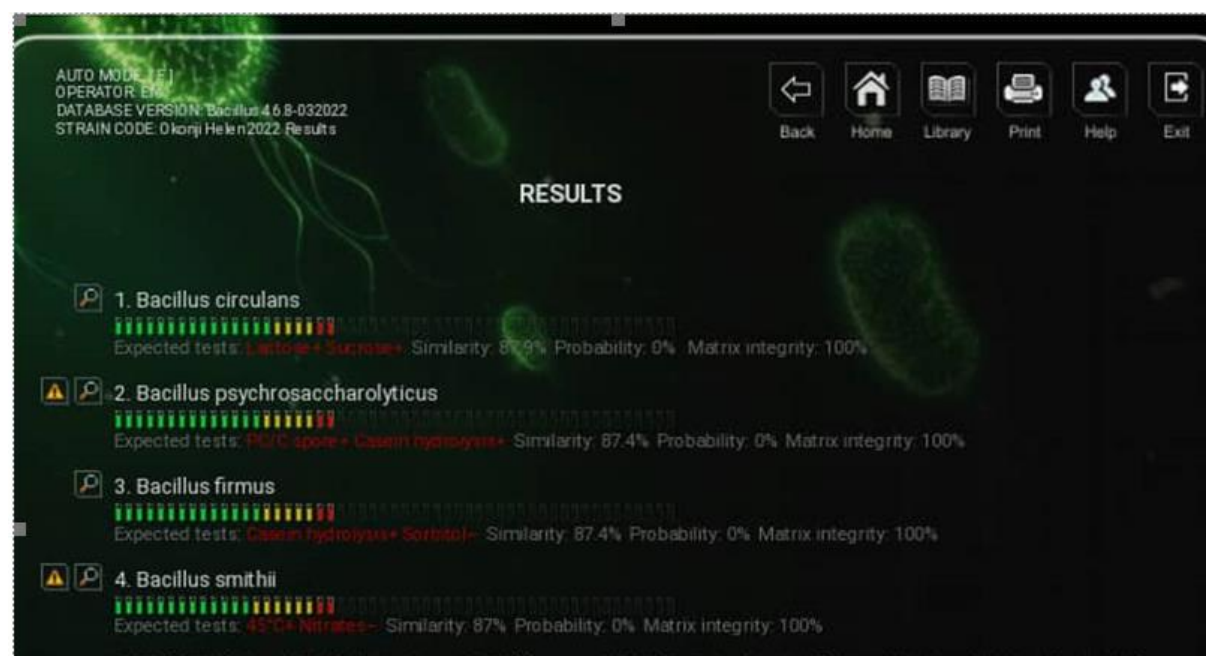 AUTO MODE [F]
OPERATOR: EN
DATABASE VERSION: Bacillus 4.6.8-032022
STRAIN CODE: Okonji Helen2022 Results
Back Home Library Print Help Exit
RESULTS
1. Bacillus circulans
Expected tests: Lactose+ Sucrose+ Similarity: 87.9% Probability: 0% Matrix integrity: 100%
2. Bacillus psychrosaccharolyticus
Expected tests: PC/C spore+ Casein hydrolysis+ Similarity: 87.4% Probability: 0% Matrix integrity: 100%
3. Bacillus firmus
Expected tests: Casein hydrolysis+ Sorbitol- Similarity: 87.4% Probability: 0% Matrix integrity: 100%
4. Bacillus smithii
Expected tests: 45°C+ Nitrates- Similarity: 87% Probability: 0% Matrix integrity: 100%